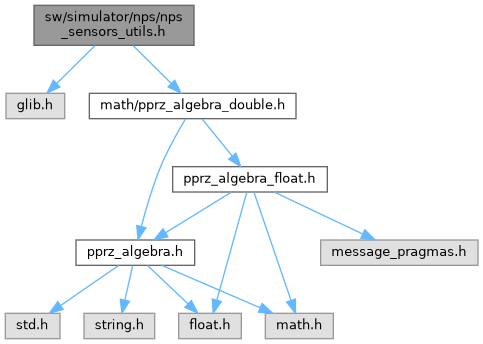 sw/simulator/nps/nps
_sensors_utils.h
glib.h
math/pprz_algebra_double.h
pprz_algebra_float.h
pprz_algebra.h
message_pragmas.h
std.h
string.h
float.h
math.h